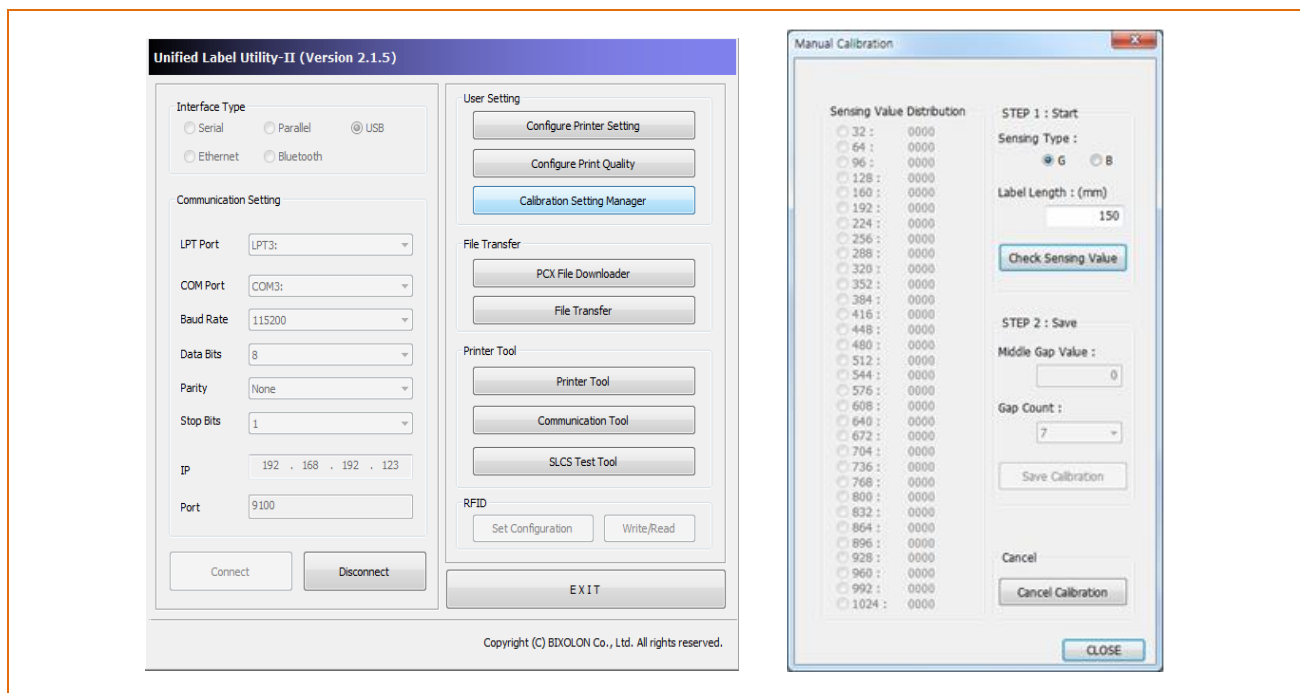 Unified Label Utility-II (Version 2.1.5)
Interface Type
Serial Parallel USB
Ethernet Bluetooth
Communication Setting
LPT Port LPT3:
COM Port COM3:
Baud Rate 115200
Data Bits 8
Parity None
Stop Bits 1
IP 192 . 168 . 192 . 123
Port 9100
Connect Disconnect
User Setting
Configure Printer Setting
Configure Print Quality
Calibration Setting Manager
File Transfer
PCX File Downloader
File Transfer
Printer Tool
Printer Tool
Communication Tool
SLCS Test Tool
RFID
Set Configuration Write/Read
E X I T
Copyright (C) BIXOLON Co., Ltd. All rights reserved.
Manual Calibration
Sensing Value Distribution
32 : 0000
64 : 0000
96 : 0000
128 : 0000
160 : 0000
192 : 0000
224 : 0000
256 : 0000
288 : 0000
320 : 0000
352 : 0000
384 : 0000
416 : 0000
448 : 0000
480 : 0000
512 : 0000
544 : 0000
576 : 0000
608 : 0000
640 : 0000
672 : 0000
704 : 0000
736 : 0000
768 : 0000
800 : 0000
832 : 0000
864 : 0000
896 : 0000
928 : 0000
960 : 0000
992 : 0000
1024 : 0000
STEP 1 : Start
Sensing Type :
G B
Label Length : (mm)
150
Check Sensing Value
STEP 2 : Save
Middle Gap Value :
0
Gap Count :
7
Save Calibration
Cancel
Cancel Calibration
CLOSE